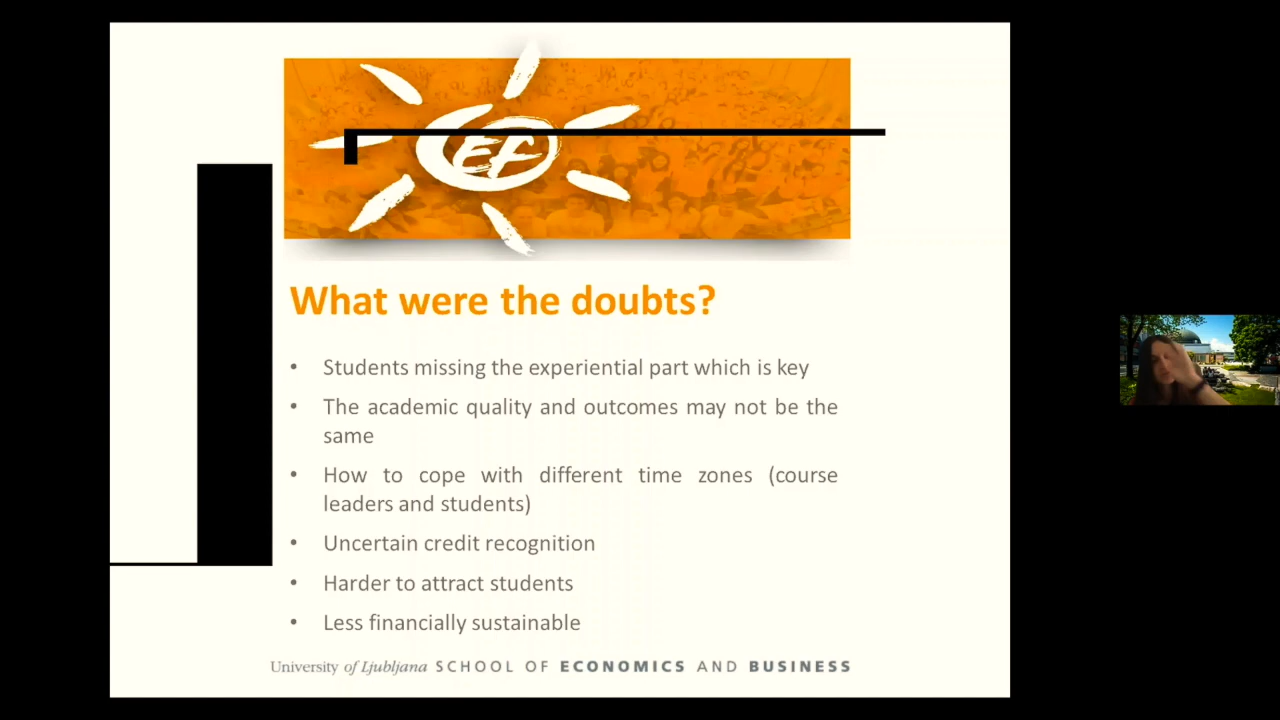 EF
What were the doubts?
• Students missing the experiential part which is key
• The academic quality and outcomes may not be the
same
• How to cope with different time zones (course
leaders and students)
• Uncertain credit recognition
• Harder to attract students
• Less financially sustainable
University of Ljubljana SCHOOL OF ECONOMICS AND BUSINESS